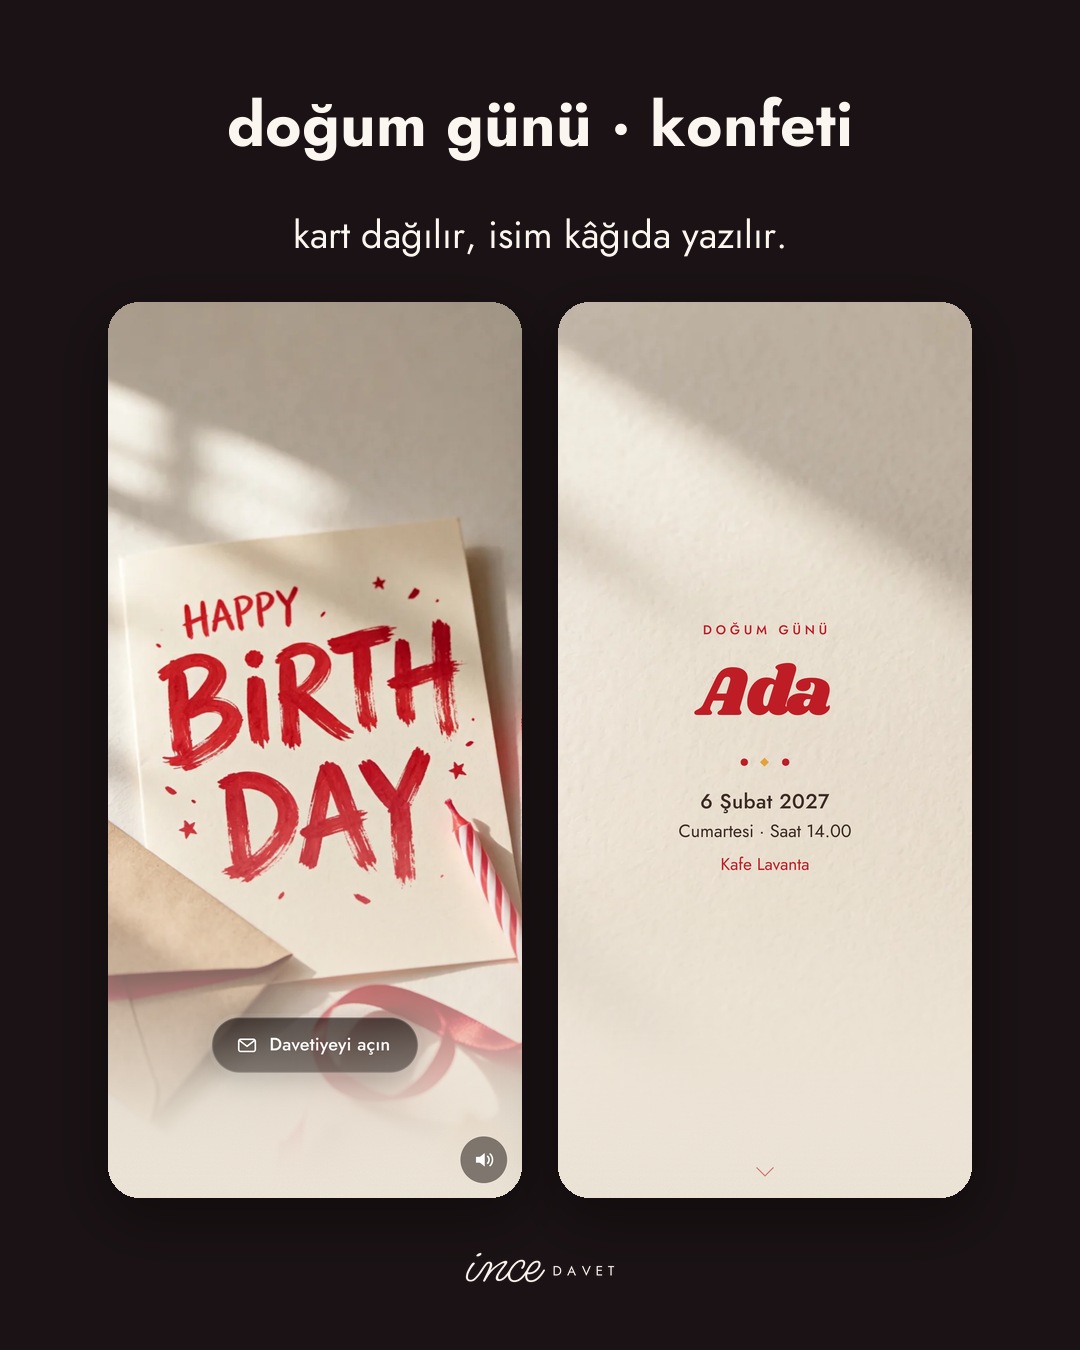 doğum günü · konfeti
kart dağılır, isim kâğıda yazılır.
HAPPY
BiRTH
DAY
Davetiyeyi açın
DOĞUM GÜNÜ
Ada
6 Şubat 2027
Cumartesi · Saat 14.00
Kafe Lavanta
ince DAVET